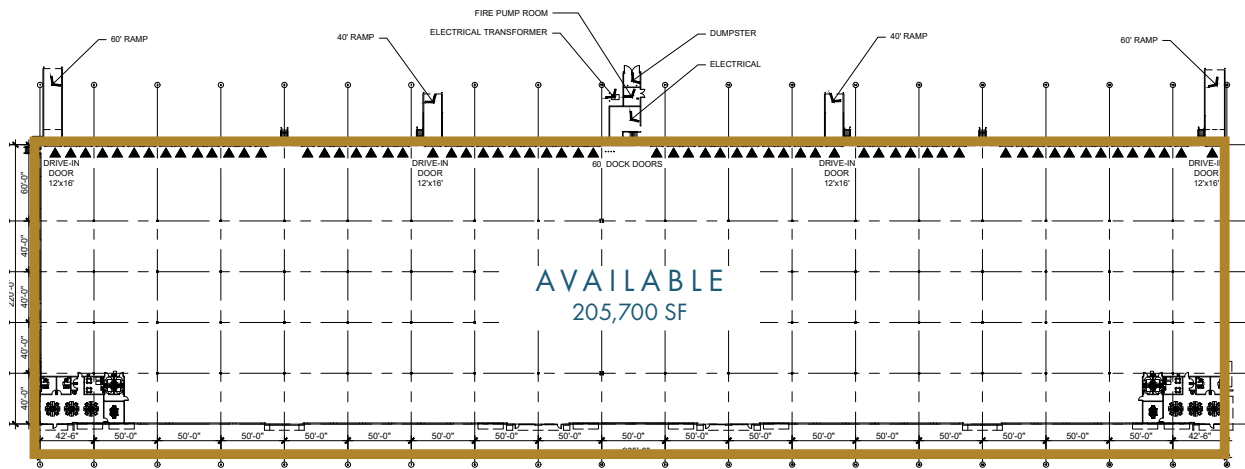 FIRE PUMP ROOM
ELECTRICAL TRANSFORMER
DUMPSTER
ELECTRICAL
60' RAMP
40' RAMP
40' RAMP
60' RAMP
DRIVE-IN
DOOR
12'x16'
DRIVE-IN
DOOR
12'x16'
60 DOCK DOORS
DRIVE-IN
DOOR
12'x16'
DRIVE-I
DOOR
12'x16'
60'-0"
40'-0"
220'-0"
40'-0"
40'-0"
40'-0"
AVAILABLE
205,700 SF
42'-6" 50'-0" 50'-0" 50'-0" 50'-0" 50'-0" 50'-0" 50'-0" 50'-0" 50'-0" 50'-0" 50'-0" 50'-0" 50'-0" 50'-0" 50'-0" 50'-0" 50'-0" 42'-6"